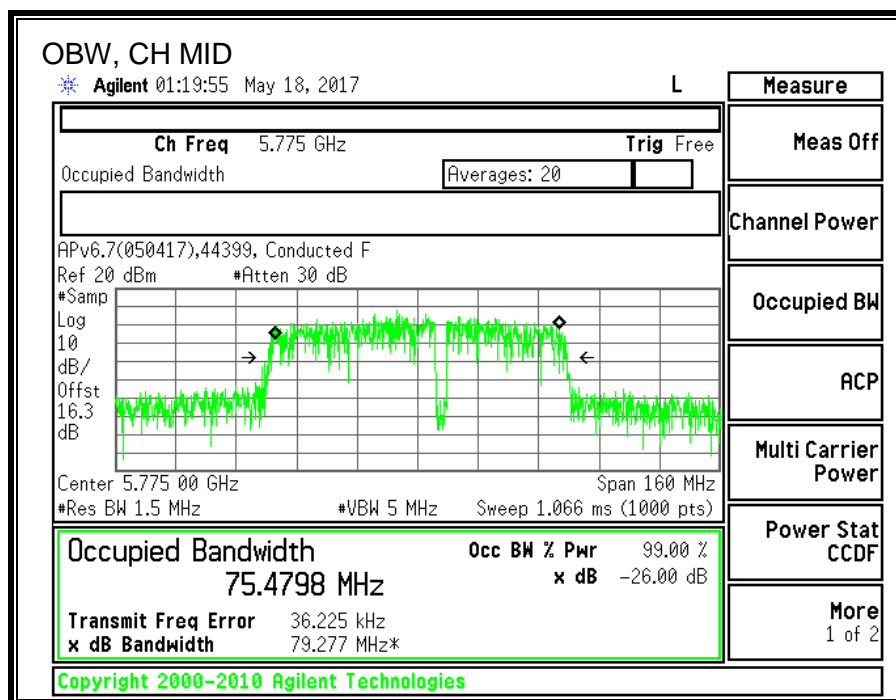 OBW, CH MID
Agilent 01:19:55 May 18, 2017 L
Measure
Ch Freq 5.775 GHz Trig Free
Occupied Bandwidth Averages: 20
APv6.7(050417),44399, Conducted F
Ref 20 dBm #Atten 30 dB
#Samp
Log
10
dB/
Offst
16.3
dB
Center 5.775 00 GHz Span 160 MHz
#Res BW 1.5 MHz #VBW 5 MHz Sweep 1.066 ms (1000 pts)
Occupied Bandwidth Occ BW % Pwr 99.00 %
75.4798 MHz x dB -26.00 dB
Transmit Freq Error 36.225 kHz
x dB Bandwidth 79.277 MHz*
Copyright 2000-2010 Agilent Technologies
Meas Off
Channel Power
Occupied BW
ACP
Multi Carrier
Power
Power Stat
CCDF
More
1 of 2